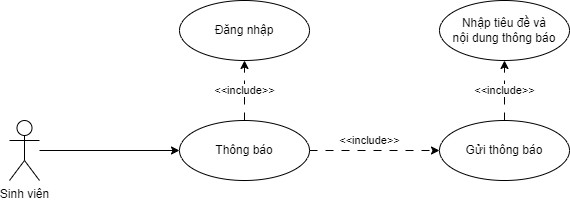 Đăng nhập
Nhập tiêu đề và
nội dung thông báo
<<include>>
<<include>>
<<include>>
Thông báo
Gửi thông báo
Sinh viên